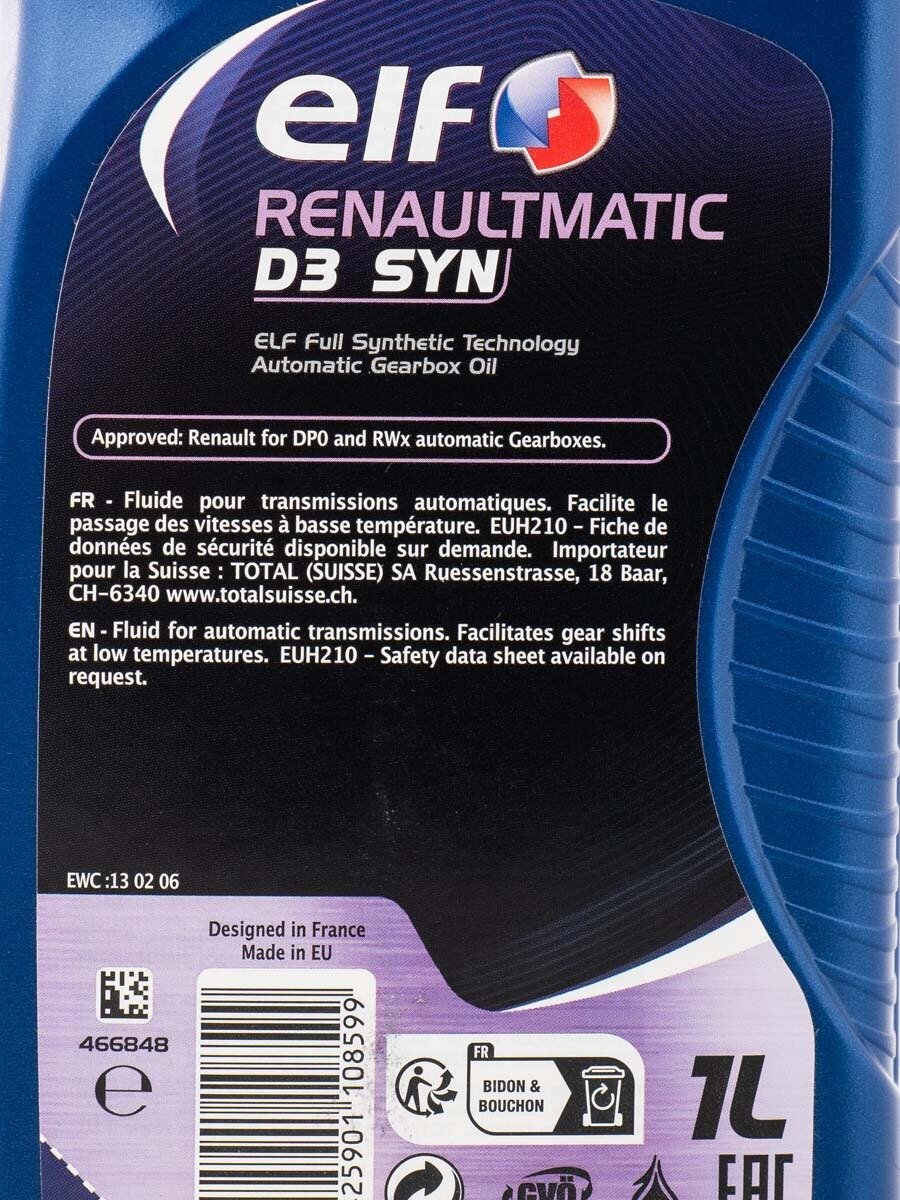 elf
RENAULTMATIC
D3 SYN
ELF Full Synthetic Technology
Automatic Gearbox Oil
Approved: Renault for DP0 and RWx automatic Gearboxes.
FR - Fluide pour transmissions automatiques. Facilite le
passage des vitesses à basse température. EUH210 – Fiche de
données de sécurité disponible sur demande. Importateur
pour la Suisse : TOTAL (SUISSE) SA Ruessenstrasse, 18 Baar,
CH-6340 www.totalsuisse.ch.
EN - Fluid for automatic transmissions. Facilitates gear shifts
at low temperatures. EUH210 – Safety data sheet available on
request.
EWC :13 02 06
Designed in France
Made in EU
466848
e
25901 108599
FR
BIDON &
BOUCHON
1L
GYÖ
EAC